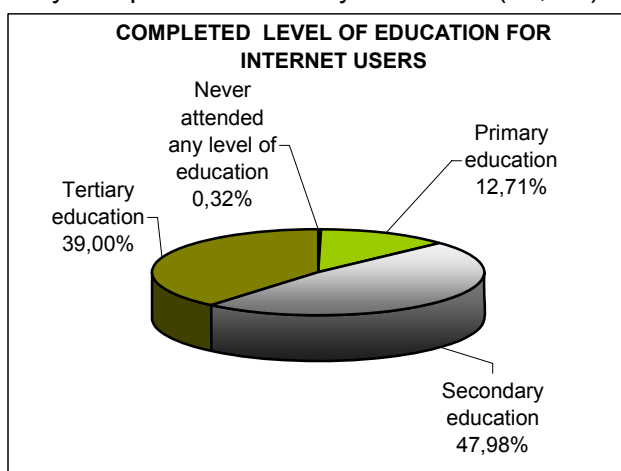 COMPLETED LEVEL OF EDUCATION FOR
INTERNET USERS
Never
attended
any level of
education
0,32%
Primary
education
12,71%
Tertiary
education
39,00%
Secondary
education
47,98%